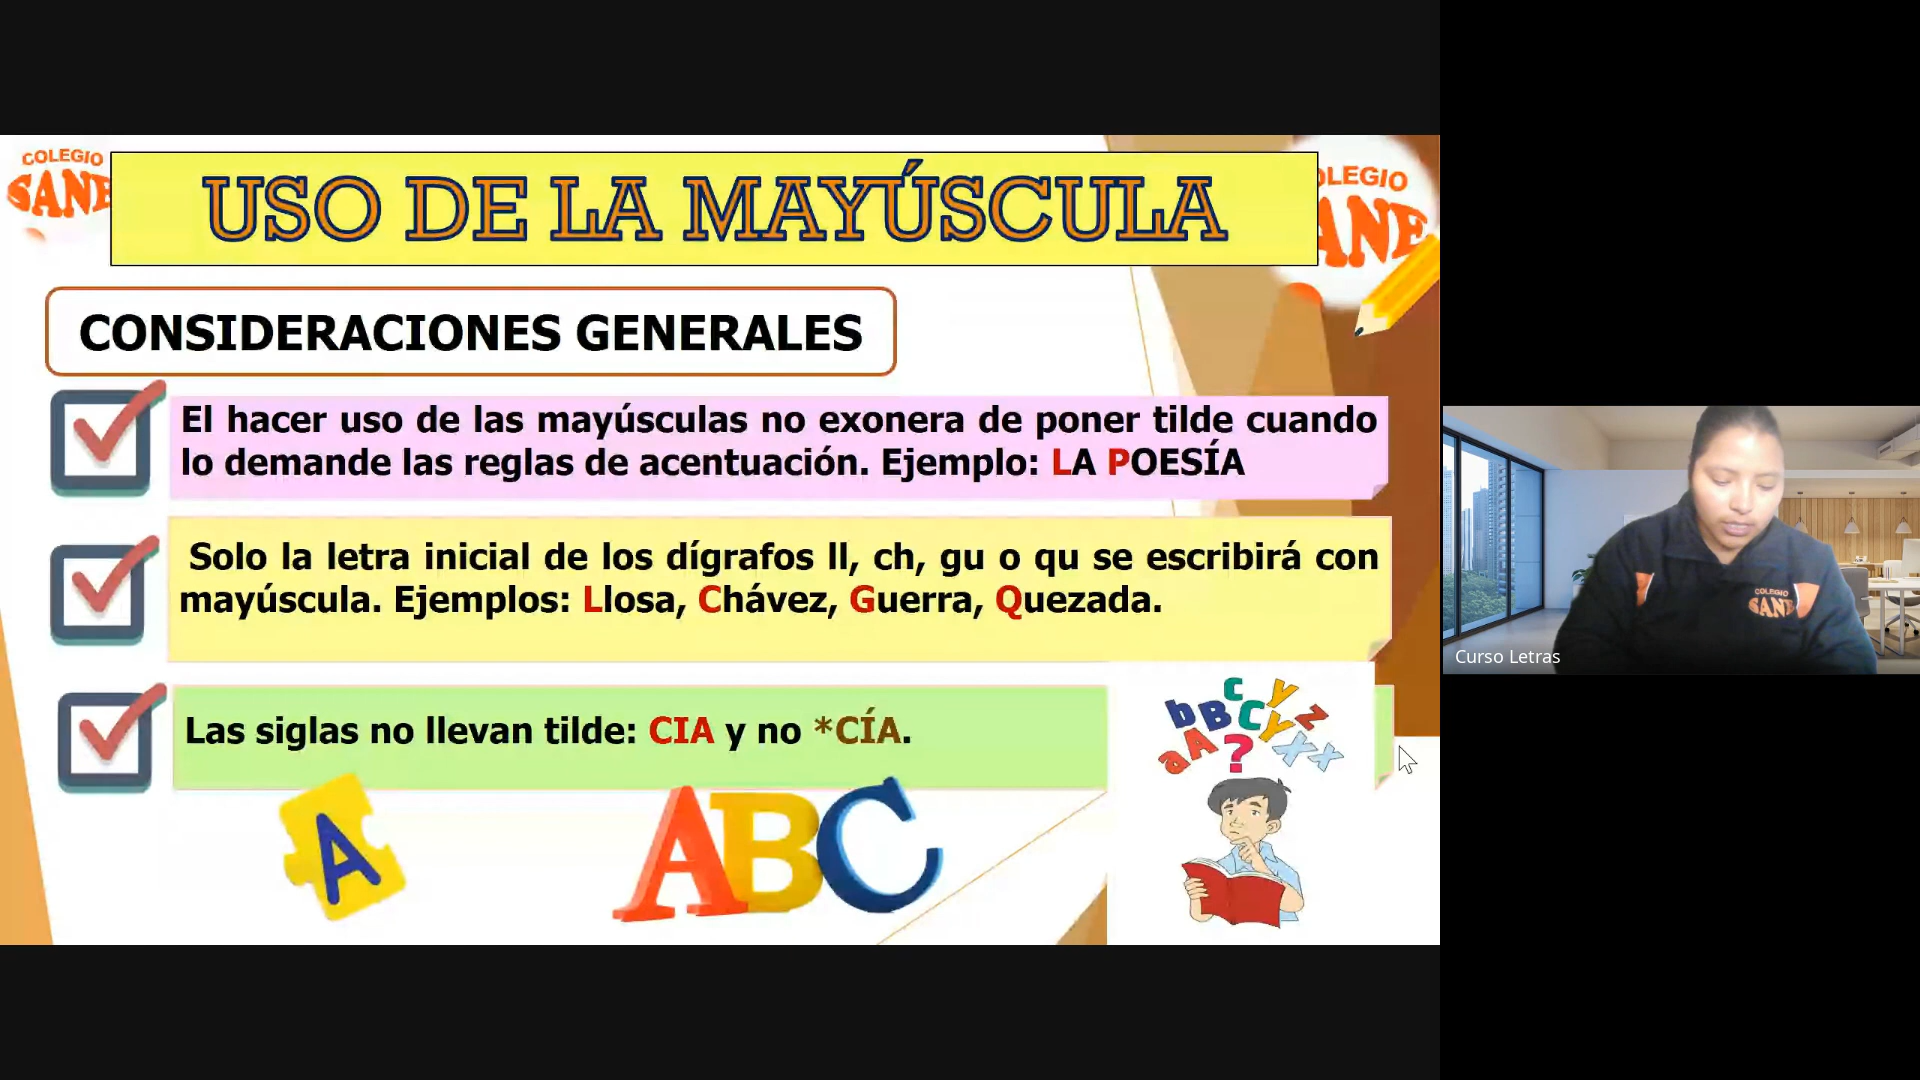 COLEGIO
SANE
USO DE LA MAYÚSCULA
OLEGIO
ANE
CONSIDERACIONES GENERALES
El hacer uso de las mayúsculas no exonera de poner tilde cuando
lo demande las reglas de acentuación. Ejemplo: LA POESÍA
Solo la letra inicial de los dígrafos ll, ch, gu o qu se escribirá con
mayúscula. Ejemplos: Llosa, Chávez, Guerra, Quezada.
Las siglas no llevan tilde: CIA y no *CÍA.
c y
b B C y z
a A ? X x
A
ABC
COLEGIO
SANE
Curso Letras